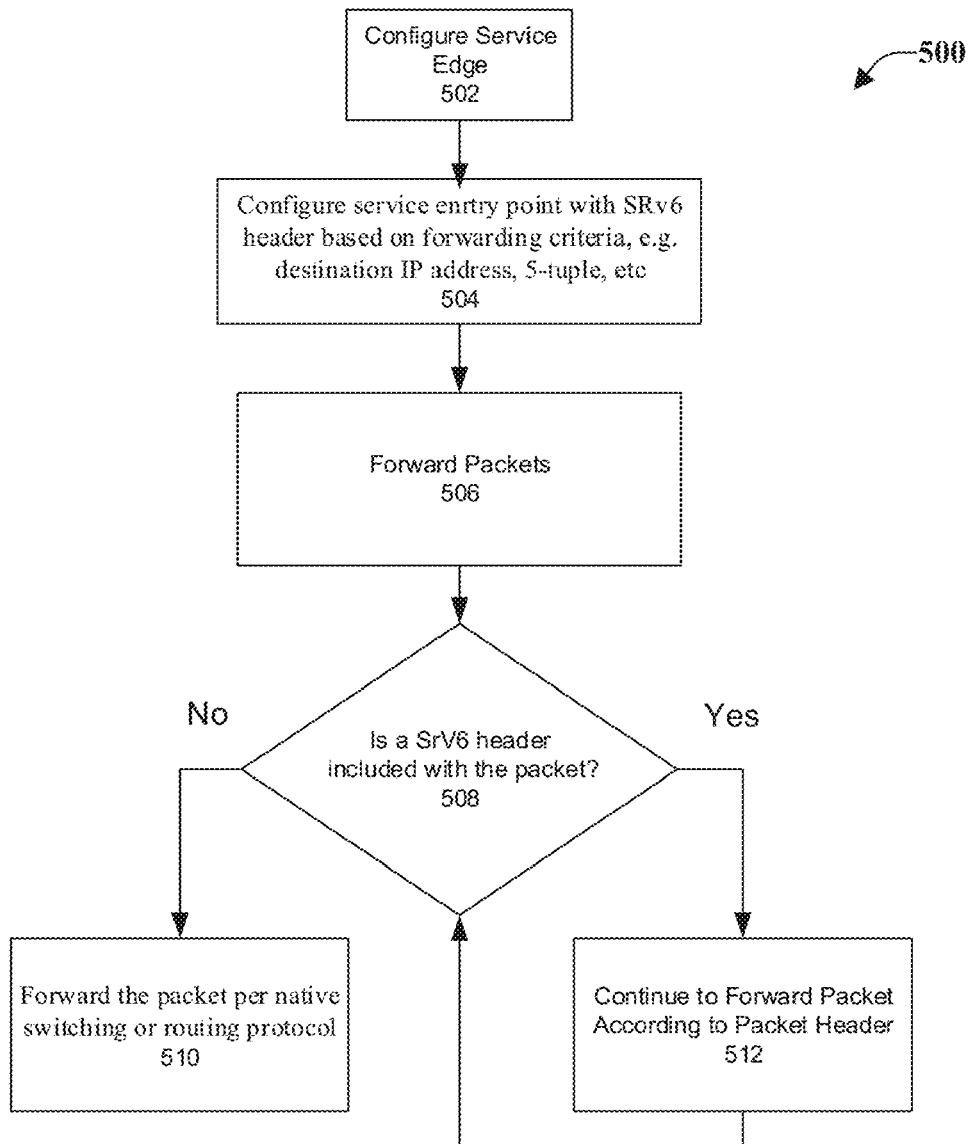 Configure Service
Edge
502
500
Configure service enrtry point with SRv6
header based on forwarding criteria, e.g.
destination IP address, 5-tuple, etc
504
Forward Packets
506
No
Yes
Is a SrV6 header
included with the packet?
508
Forward the packet per native
switching or routing protocol
510
Continue to Forward Packet
According to Packet Header
512